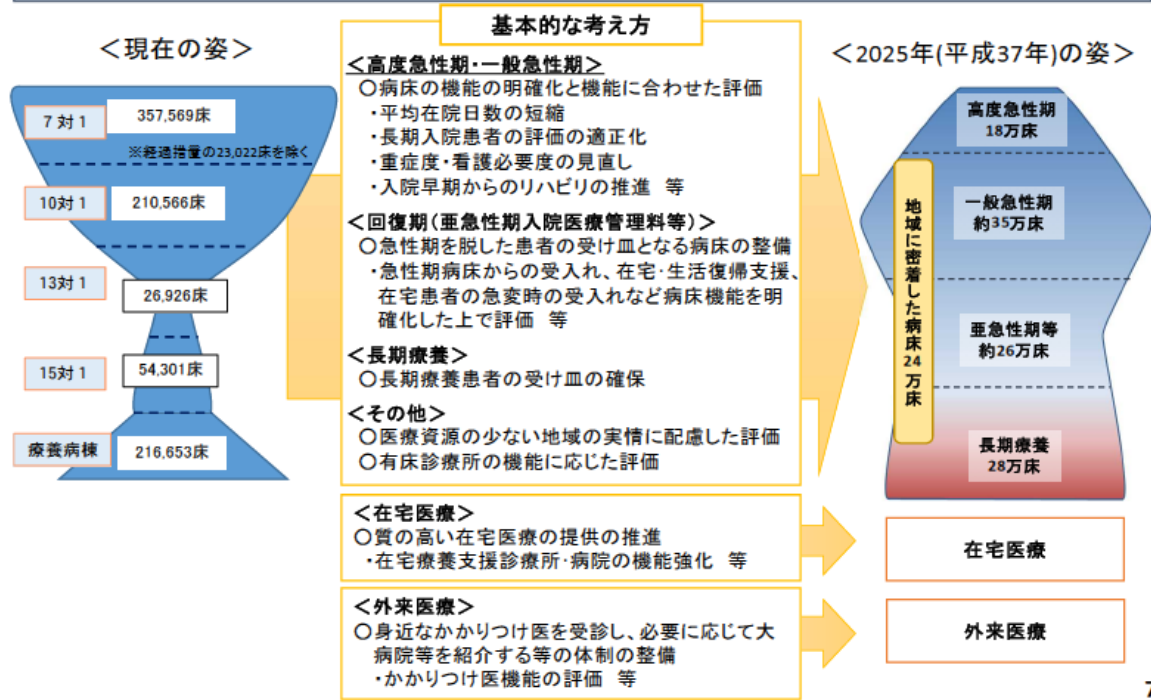 ＜現在の姿＞
7対1
357,569床
※経過措置の23,022床を除く
10対1
210,566床
13対1
26,926床
15対1
54,301床
療養病棟
216,653床
基本的な考え方
＜高度急性期・一般急性期＞
○病床の機能の明確化と機能に合わせた評価
・平均在院日数の短縮
・長期入院患者の評価の適正化
・重症度・看護必要度の見直し
・入院早期からのリハビリの推進 等
＜回復期(亜急性期入院医療管理料等)＞
○急性期を脱した患者の受け皿となる病床の整備
・急性期病床からの受入れ、在宅・生活復帰支援、
在宅患者の急変時の受入れなど病床機能を明
確化した上で評価 等
＜長期療養＞
○長期療養患者の受け皿の確保
＜その他＞
○医療資源の少ない地域の実情に配慮した評価
○有床診療所の機能に応じた評価
＜在宅医療＞
○質の高い在宅医療の提供の推進
・在宅療養支援診療所・病院の機能強化 等
＜外来医療＞
○身近なかかりつけ医を受診し、必要に応じて大
病院等を紹介する等の体制の整備
・かかりつけ医機能の評価 等
＜2025年(平成37年)の姿＞
高度急性期
18万床
地域に密着した病床24万床
一般急性期
約35万床
亜急性期等
約26万床
長期療養
28万床
在宅医療
外来医療
7